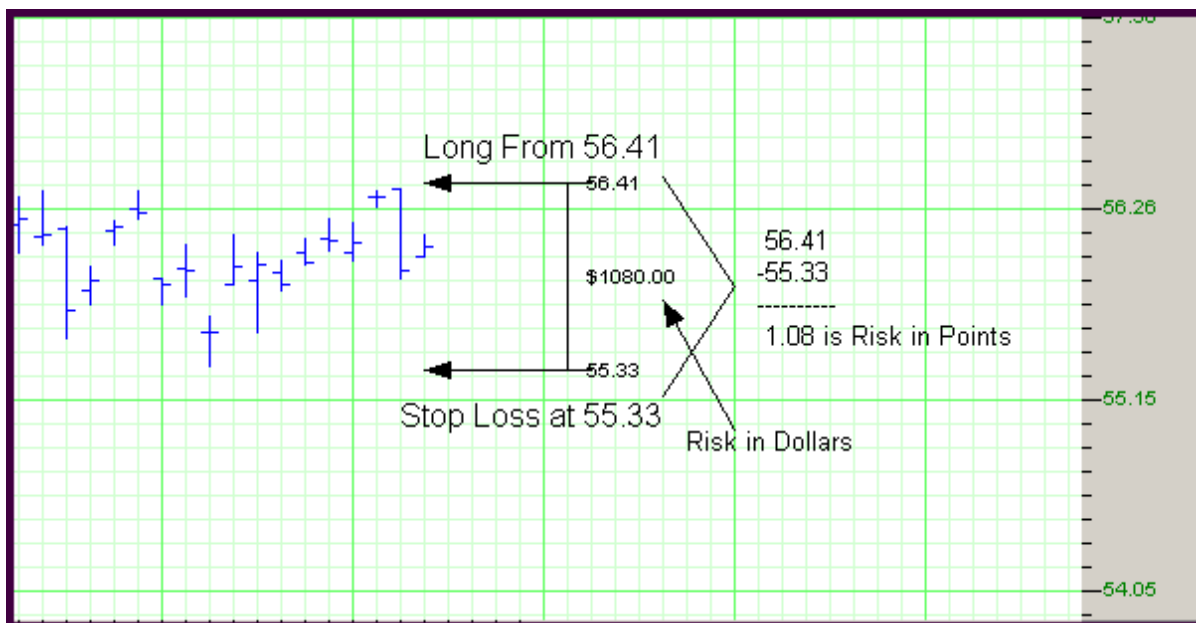 Long From 56.41
56.41
56.26
56.41
-55.33
----------
$1080.00
1.08 is Risk in Points
55.33
55.15
Stop Loss at 55.33
Risk in Dollars
54.05